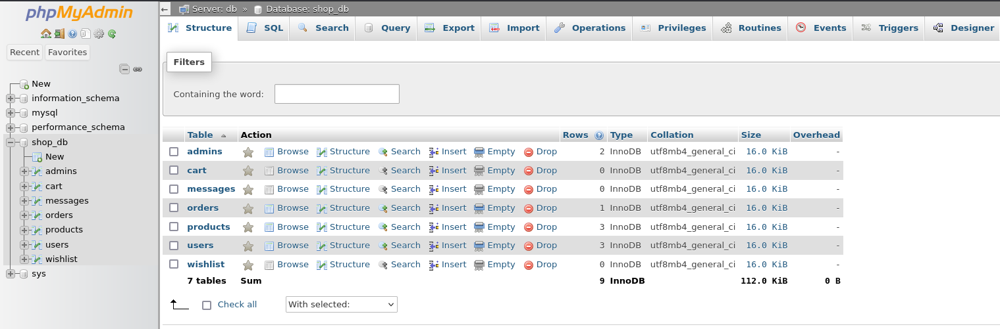 phpMyAdmin
Recent Favorites
New
information_schema
mysql
performance_schema
shop_db
New
admins
cart
messages
orders
products
users
wishlist
sys
Server: db » Database: shop_db
Structure SQL Search Query Export Import Operations Privileges Routines Events Triggers Designer
Filters
Containing the word:
Table Action Rows Type Collation Size Overhead
admins Browse Structure Search Insert Empty Drop 2 InnoDB utf8mb4_general_ci 16.0 KiB -
cart Browse Structure Search Insert Empty Drop 0 InnoDB utf8mb4_general_ci 16.0 KiB -
messages Browse Structure Search Insert Empty Drop 0 InnoDB utf8mb4_general_ci 16.0 KiB -
orders Browse Structure Search Insert Empty Drop 1 InnoDB utf8mb4_general_ci 16.0 KiB -
products Browse Structure Search Insert Empty Drop 3 InnoDB utf8mb4_general_ci 16.0 KiB -
users Browse Structure Search Insert Empty Drop 3 InnoDB utf8mb4_general_ci 16.0 KiB -
wishlist Browse Structure Search Insert Empty Drop 0 InnoDB utf8mb4_general_ci 16.0 KiB -
7 tables Sum 9 InnoDB 112.0 KiB 0 B
Check all With selected: